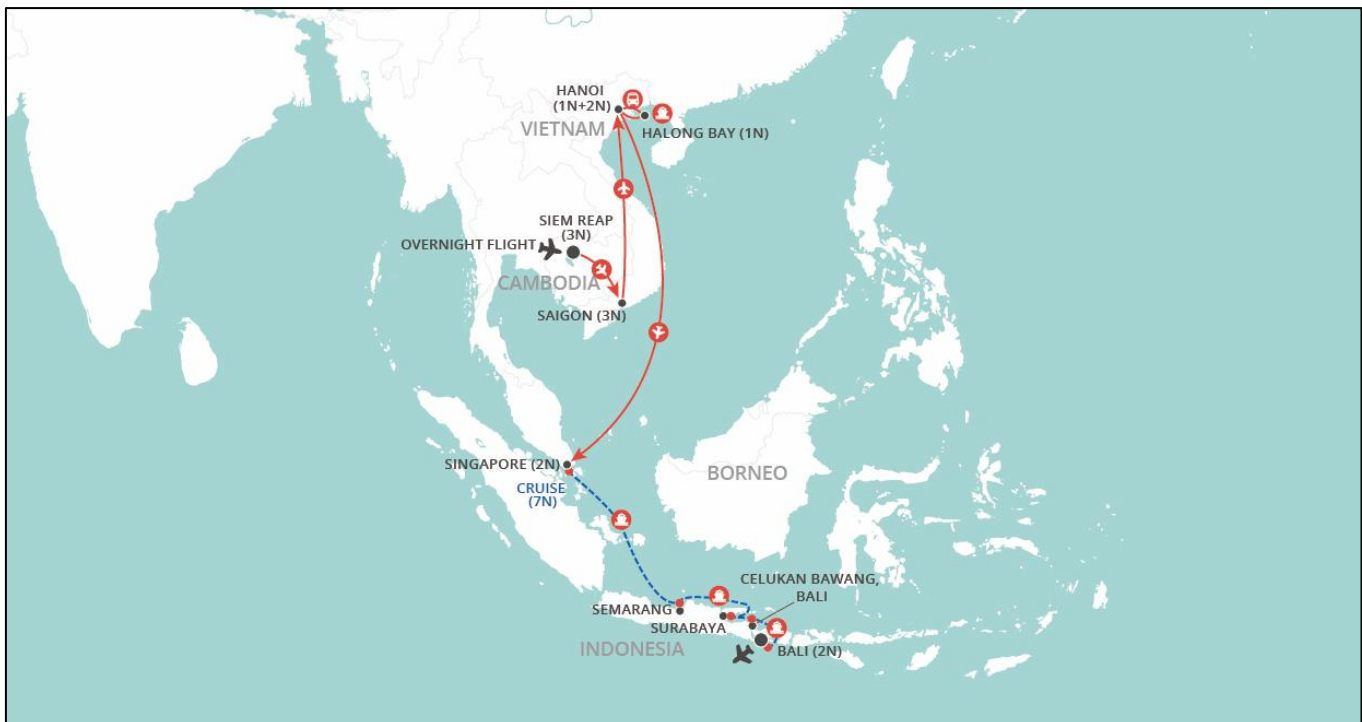 HANOI
(1N+2N)
VIETNAM
HALONG BAY (1N)
SIEM REAP
(3N)
OVERNIGHT FLIGHT
CAMBODIA
SAIGON (3N)
SINGAPORE (2N)
CRUISE
(7N)
BORNEO
CELUKAN BAWANG,
BALI
SEMARANG
SURABAYA
INDONESIA
BALI (2N)